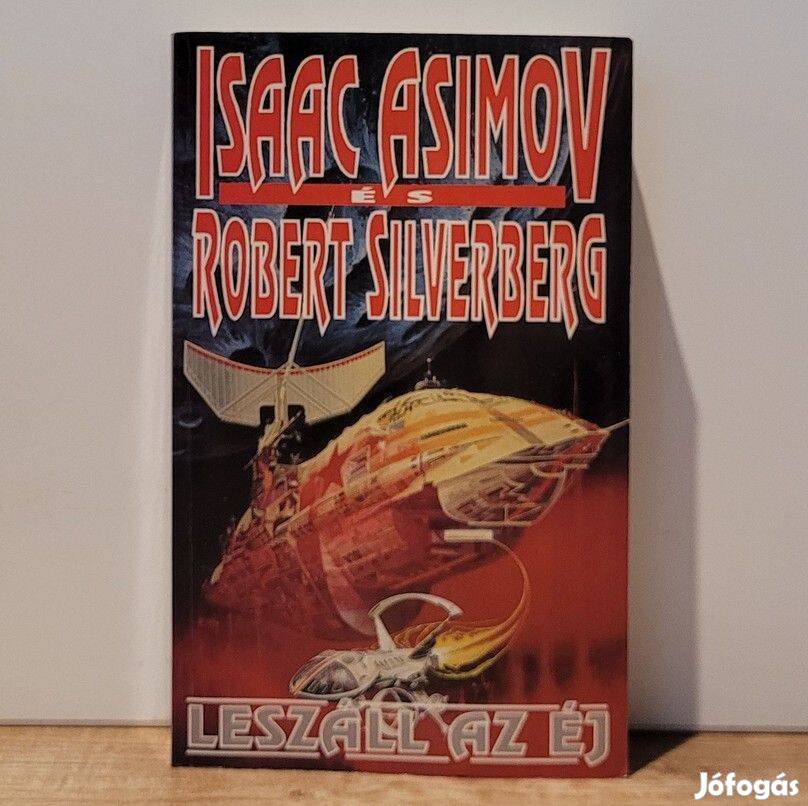 ISAAC ASIMOV
ÉS
ROBERT SILVERBERG
LESZÁLL AZ ÉJ
Jófogás